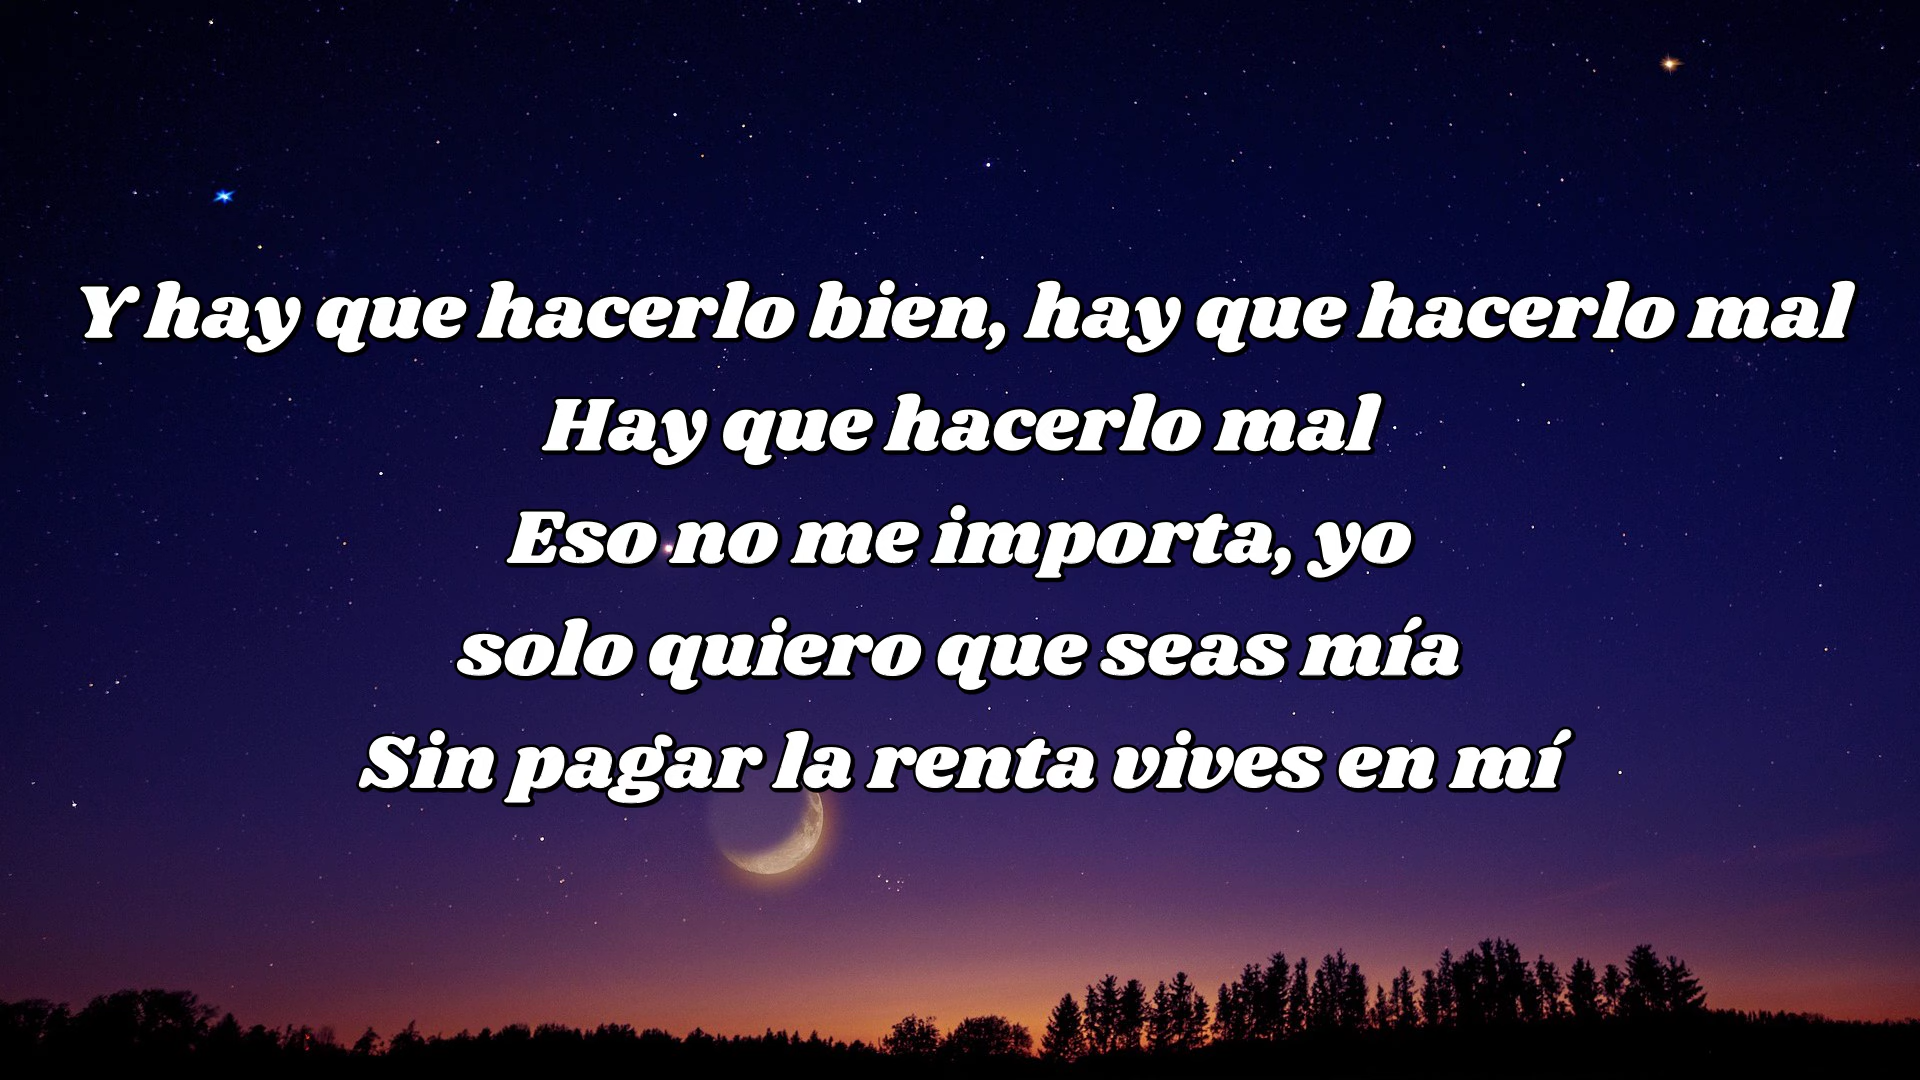 Y hay que hacerlo bien, hay que hacerlo mal
Hay que hacerlo mal
Eso no me importa, yo
solo quiero que seas mía
Sin pagar la renta vives en mí